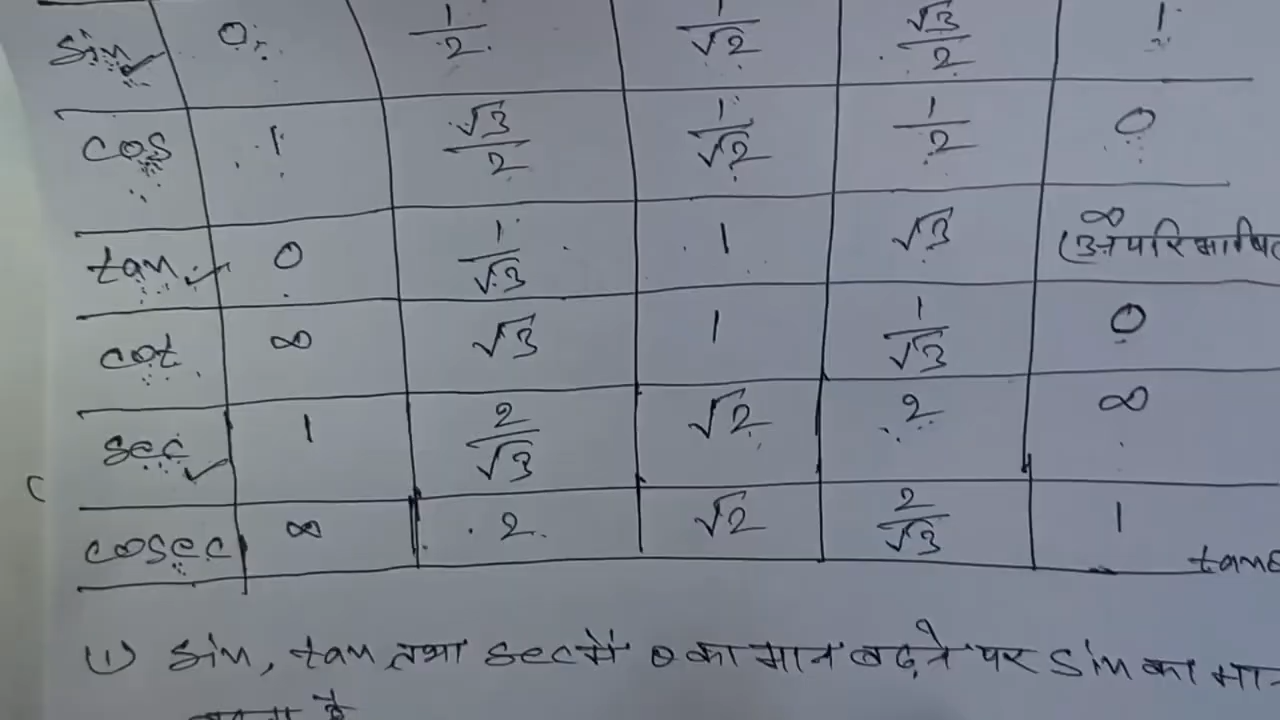 sin 0 1/2 1/√2 √3/2 1
cos 1 √3/2 1/√2 1/2 0
tan 0 1/√3 1 √3 ∞ (अपरिभाषित
cot ∞ √3 1 1/√3 0
sec 1 2/√3 √2 2 ∞
cosec ∞ 2 √2 2/√3 1
tanθ
(1) sin, tan तथा sec में θ का मान बढ़ने पर sin का मा
है